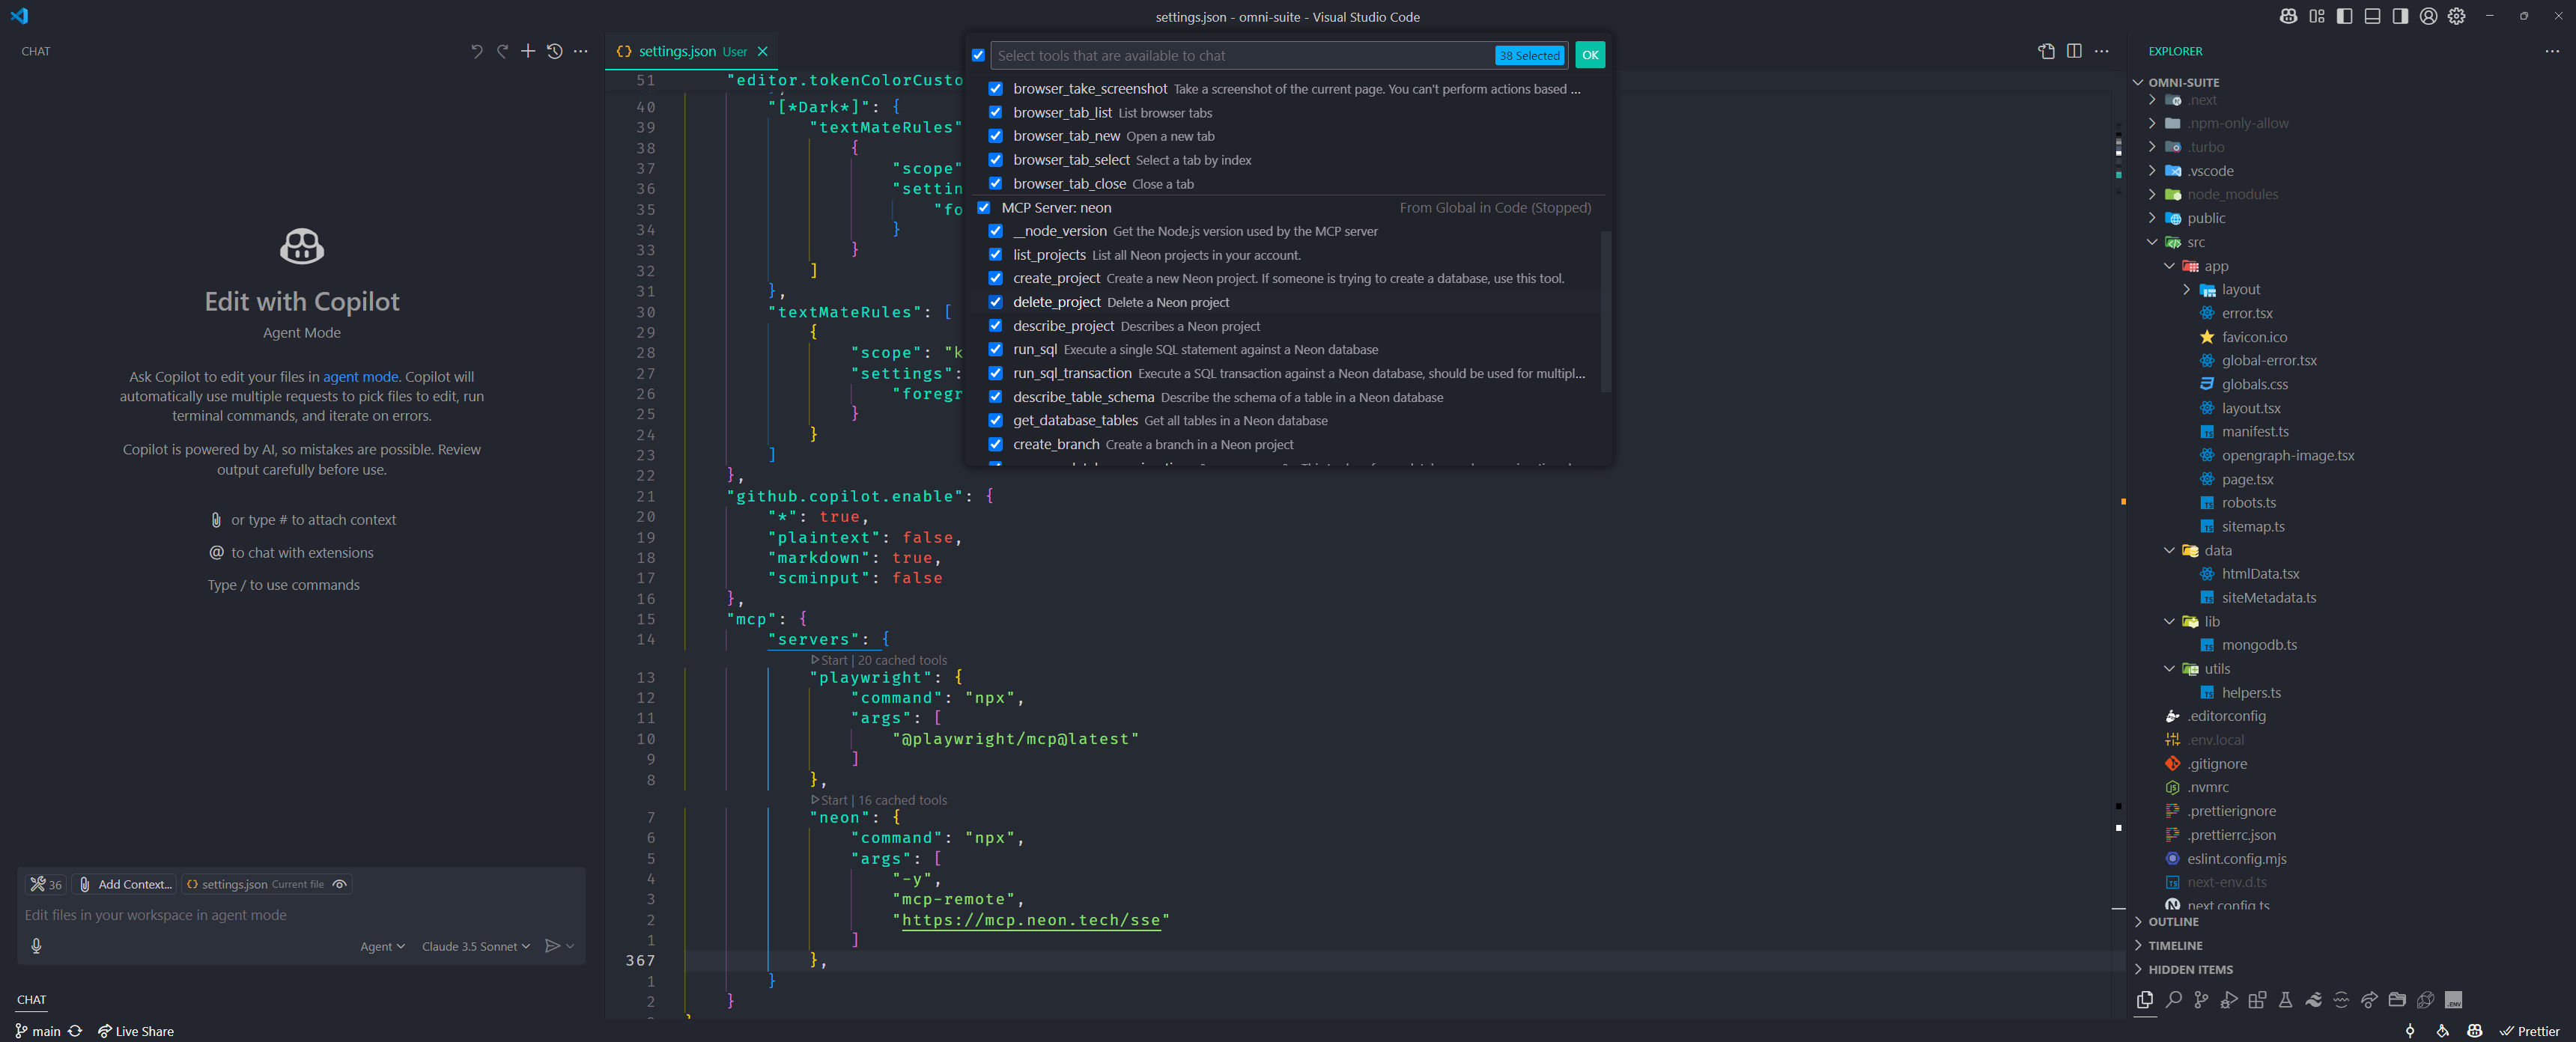 settings.json - omni-suite - Visual Studio Code
CHAT
Edit with Copilot
Agent Mode
Ask Copilot to edit your files in agent mode. Copilot will
automatically use multiple requests to pick files to edit, run
terminal commands, and iterate on errors.
Copilot is powered by AI, so mistakes are possible. Review
output carefully before use.
or type # to attach context
@ to chat with extensions
Type / to use commands
36 Add Context... {} settings.json Current file
Edit files in your workspace in agent mode
Agent Claude 3.5 Sonnet
CHAT
main Live Share
{} settings.json User
51 "editor.tokenColorCusto
40 "[*Dark*]": {
39 "textMateRules"
38 {
37 "scope"
36 "settin
35 "fo
34 }
33 }
32 ]
31 },
30 "textMateRules": [
29 {
28 "scope": "k
27 "settings":
26 "foregr
25 }
24 }
23 ]
22 },
21 "github.copilot.enable": {
20 "*": true,
19 "plaintext": false,
18 "markdown": true,
17 "scminput": false
16 },
15 "mcp": {
14 "servers": {
Start | 20 cached tools
13 "playwright": {
12 "command": "npx",
11 "args": [
10 "@playwright/mcp@latest"
9 ]
8 },
Start | 16 cached tools
7 "neon": {
6 "command": "npx",
5 "args": [
4 "-y",
3 "mcp-remote",
2 "https://mcp.neon.tech/sse"
1 ]
367 },
1 }
2 }
Select tools that are available to chat 38 Selected OK
browser_take_screenshot Take a screenshot of the current page. You can't perform actions based ...
browser_tab_list List browser tabs
browser_tab_new Open a new tab
browser_tab_select Select a tab by index
browser_tab_close Close a tab
MCP Server: neon From Global in Code (Stopped)
__node_version Get the Node.js version used by the MCP server
list_projects List all Neon projects in your account.
create_project Create a new Neon project. If someone is trying to create a database, use this tool.
delete_project Delete a Neon project
describe_project Describes a Neon project
run_sql Execute a single SQL statement against a Neon database
run_sql_transaction Execute a SQL transaction against a Neon database, should be used for multipl...
describe_table_schema Describe the schema of a table in a Neon database
get_database_tables Get all tables in a Neon database
create_branch Create a branch in a Neon project
EXPLORER
OMNI-SUITE
.next
.npm-only-allow
.turbo
.vscode
node_modules
public
src
app
layout
error.tsx
favicon.ico
global-error.tsx
globals.css
layout.tsx
manifest.ts
opengraph-image.tsx
page.tsx
robots.ts
sitemap.ts
data
htmlData.tsx
siteMetadata.ts
lib
mongodb.ts
utils
helpers.ts
.editorconfig
.env.local
.gitignore
.nvmrc
.prettierignore
.prettierrc.json
eslint.config.mjs
next-env.d.ts
next.config.ts
OUTLINE
TIMELINE
HIDDEN ITEMS
Prettier